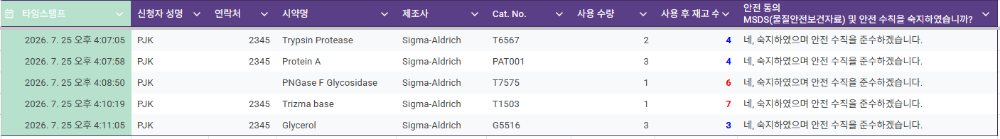 타임스탬프 신청자 성명 연락처 시약명 제조사 Cat. No. 사용 수량 사용 후 재고 수 안전 동의
MSDS(물질안전보건자료) 및 안전 수칙을 숙지하였습니까?
2026. 7. 25 오후 4:07:05 PJK 2345 Trypsin Protease Sigma-Aldrich T6567 2 4 네, 숙지하였으며 안전 수직을 준수하겠습니다.
2026. 7. 25 오후 4:07:58 PJK 2345 Protein A Sigma-Aldrich PAT001 3 4 네, 숙지하였으며 안전 수직을 준수하겠습니다.
2026. 7. 25 오후 4:08:50 PJK PNGase F Glycosidase Sigma-Aldrich T7575 1 6 네, 숙지하였으며 안전 수직을 준수하겠습니다.
2026. 7. 25 오후 4:10:19 PJK 2345 Trizma base Sigma-Aldrich T1503 1 7 네, 숙지하였으며 안전 수직을 준수하겠습니다.
2026. 7. 25 오후 4:11:05 PJK 2345 Glycerol Sigma-Aldrich G5516 3 3 네, 숙지하였으며 안전 수직을 준수하겠습니다.